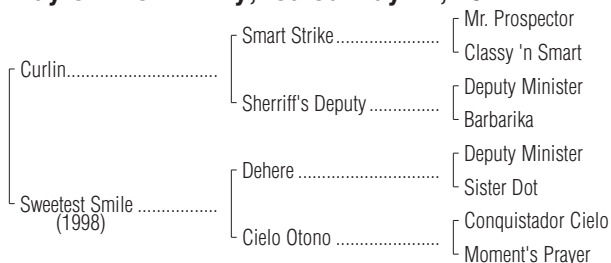 Mr. Prospector
Smart Strike
Classy 'n Smart
Curlin
Deputy Minister
Sherriff's Deputy
Barbarika
Deputy Minister
Dehere
Sister Dot
Sweetest Smile
(1998)
Conquistador Cielo
Cielo Otono
Moment's Prayer